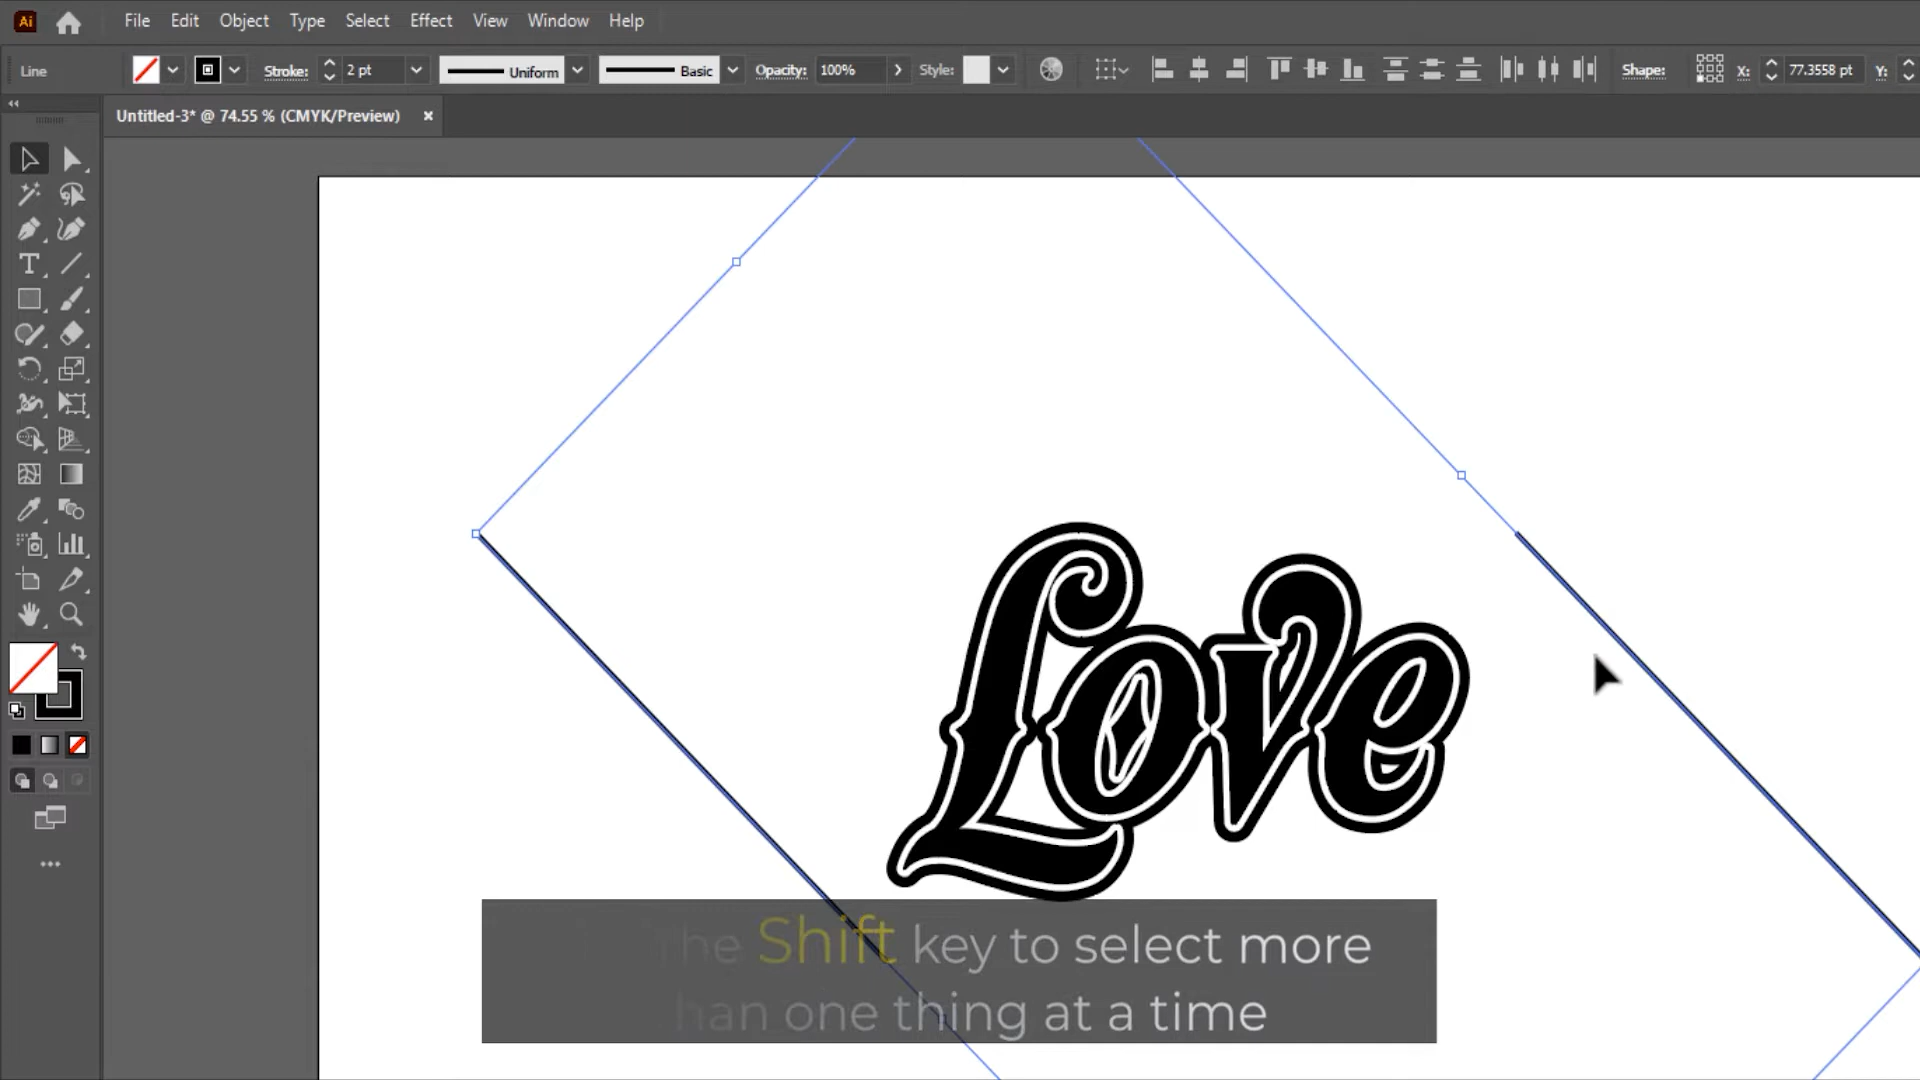 Ai File Edit Object Type Select Effect View Window Help
Line Stroke: 2 pt Uniform Basic Opacity: 100% Style: Shape: X: 77.3558 pt Y:
Untitled-3* @ 74.55 % (CMYK/Preview) ×
Love
The Shift key to select more
than one thing at a time